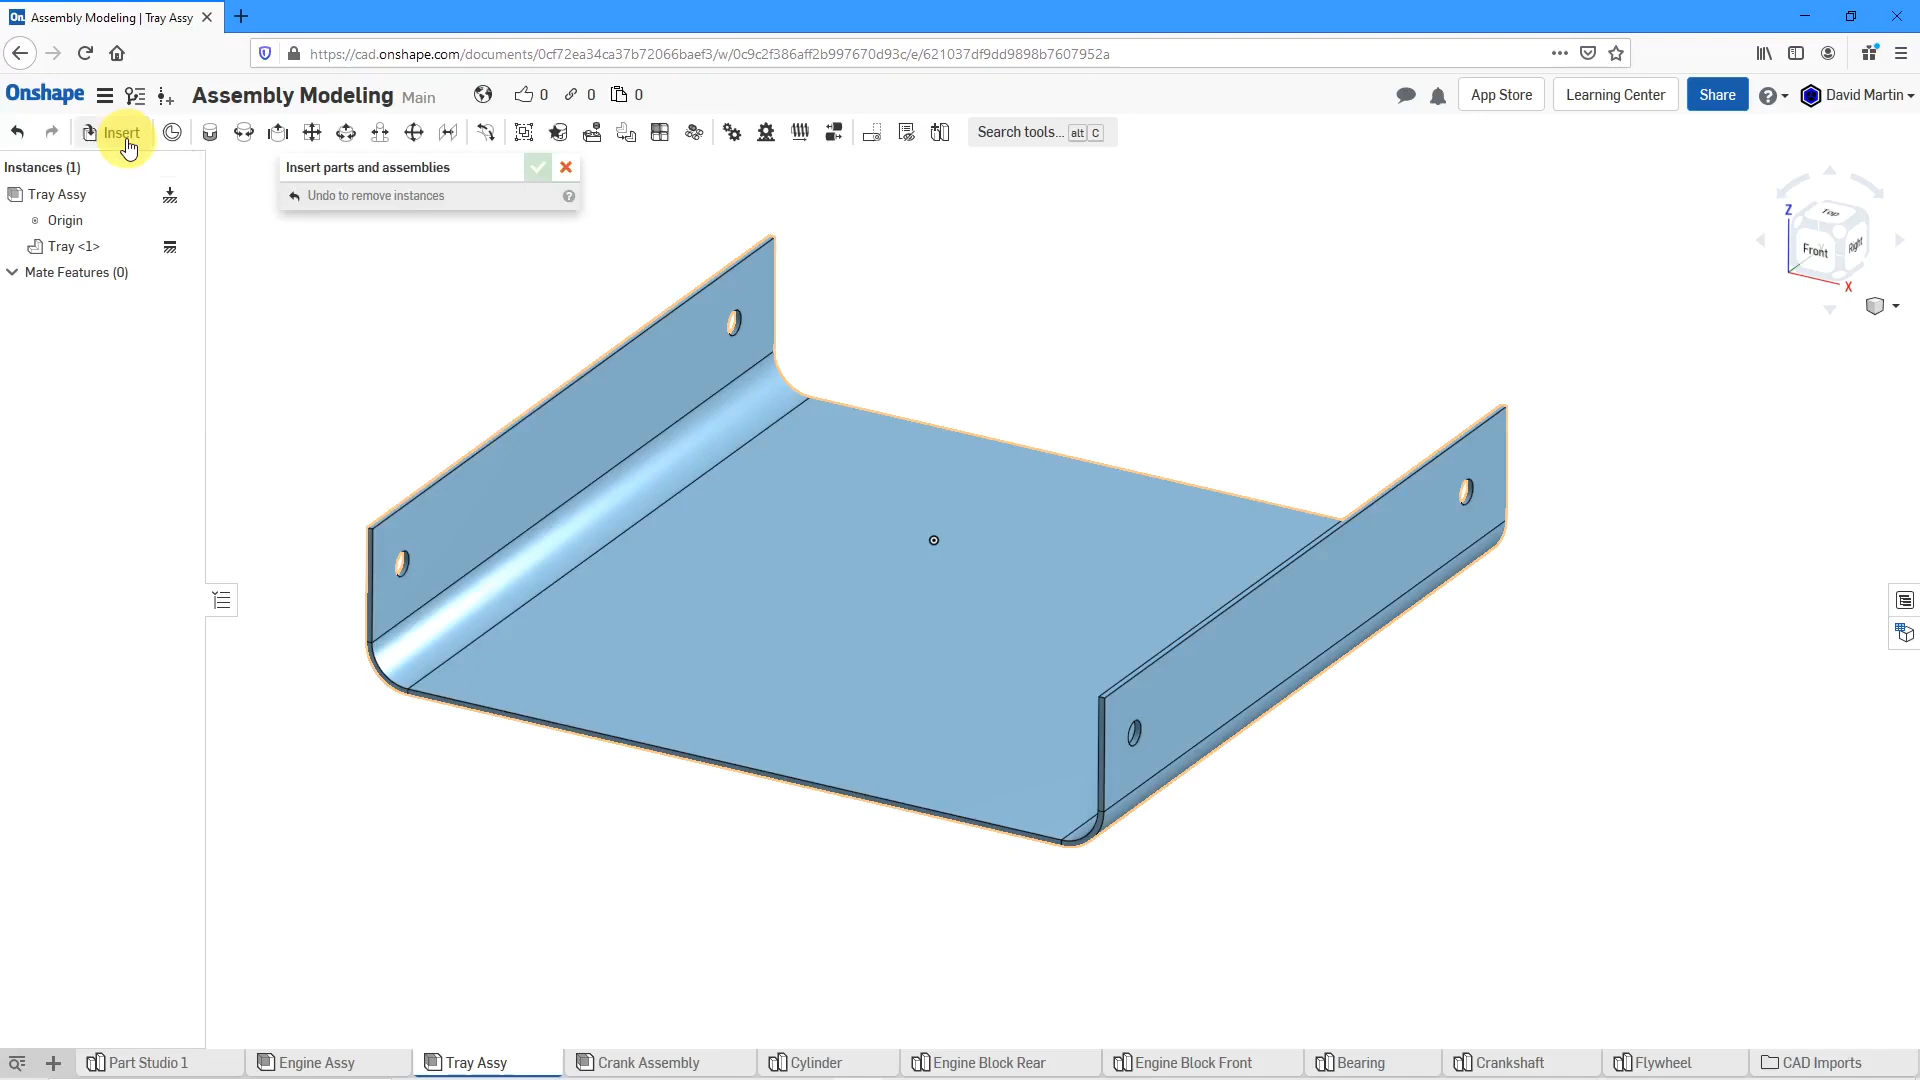 Assembly Modeling | Tray Assy
https://cad.onshape.com/documents/0cf72ea34ca37b72066baef3/w/0c9c2f386aff2b997670d93c/e/621037df9dd9898b7607952a
Onshape Assembly Modeling Main 0 0 0 App Store Learning Center Share David Martin
Insert Search tools... alt C
Instances (1)
Insert parts and assemblies
Tray Assy
Undo to remove instances
Origin
Tray <1>
Mate Features (0)
Z
Top
Front
Right
X
Part Studio 1 Engine Assy Tray Assy Crank Assembly Cylinder Engine Block Rear Engine Block Front Bearing Crankshaft Flywheel CAD Imports